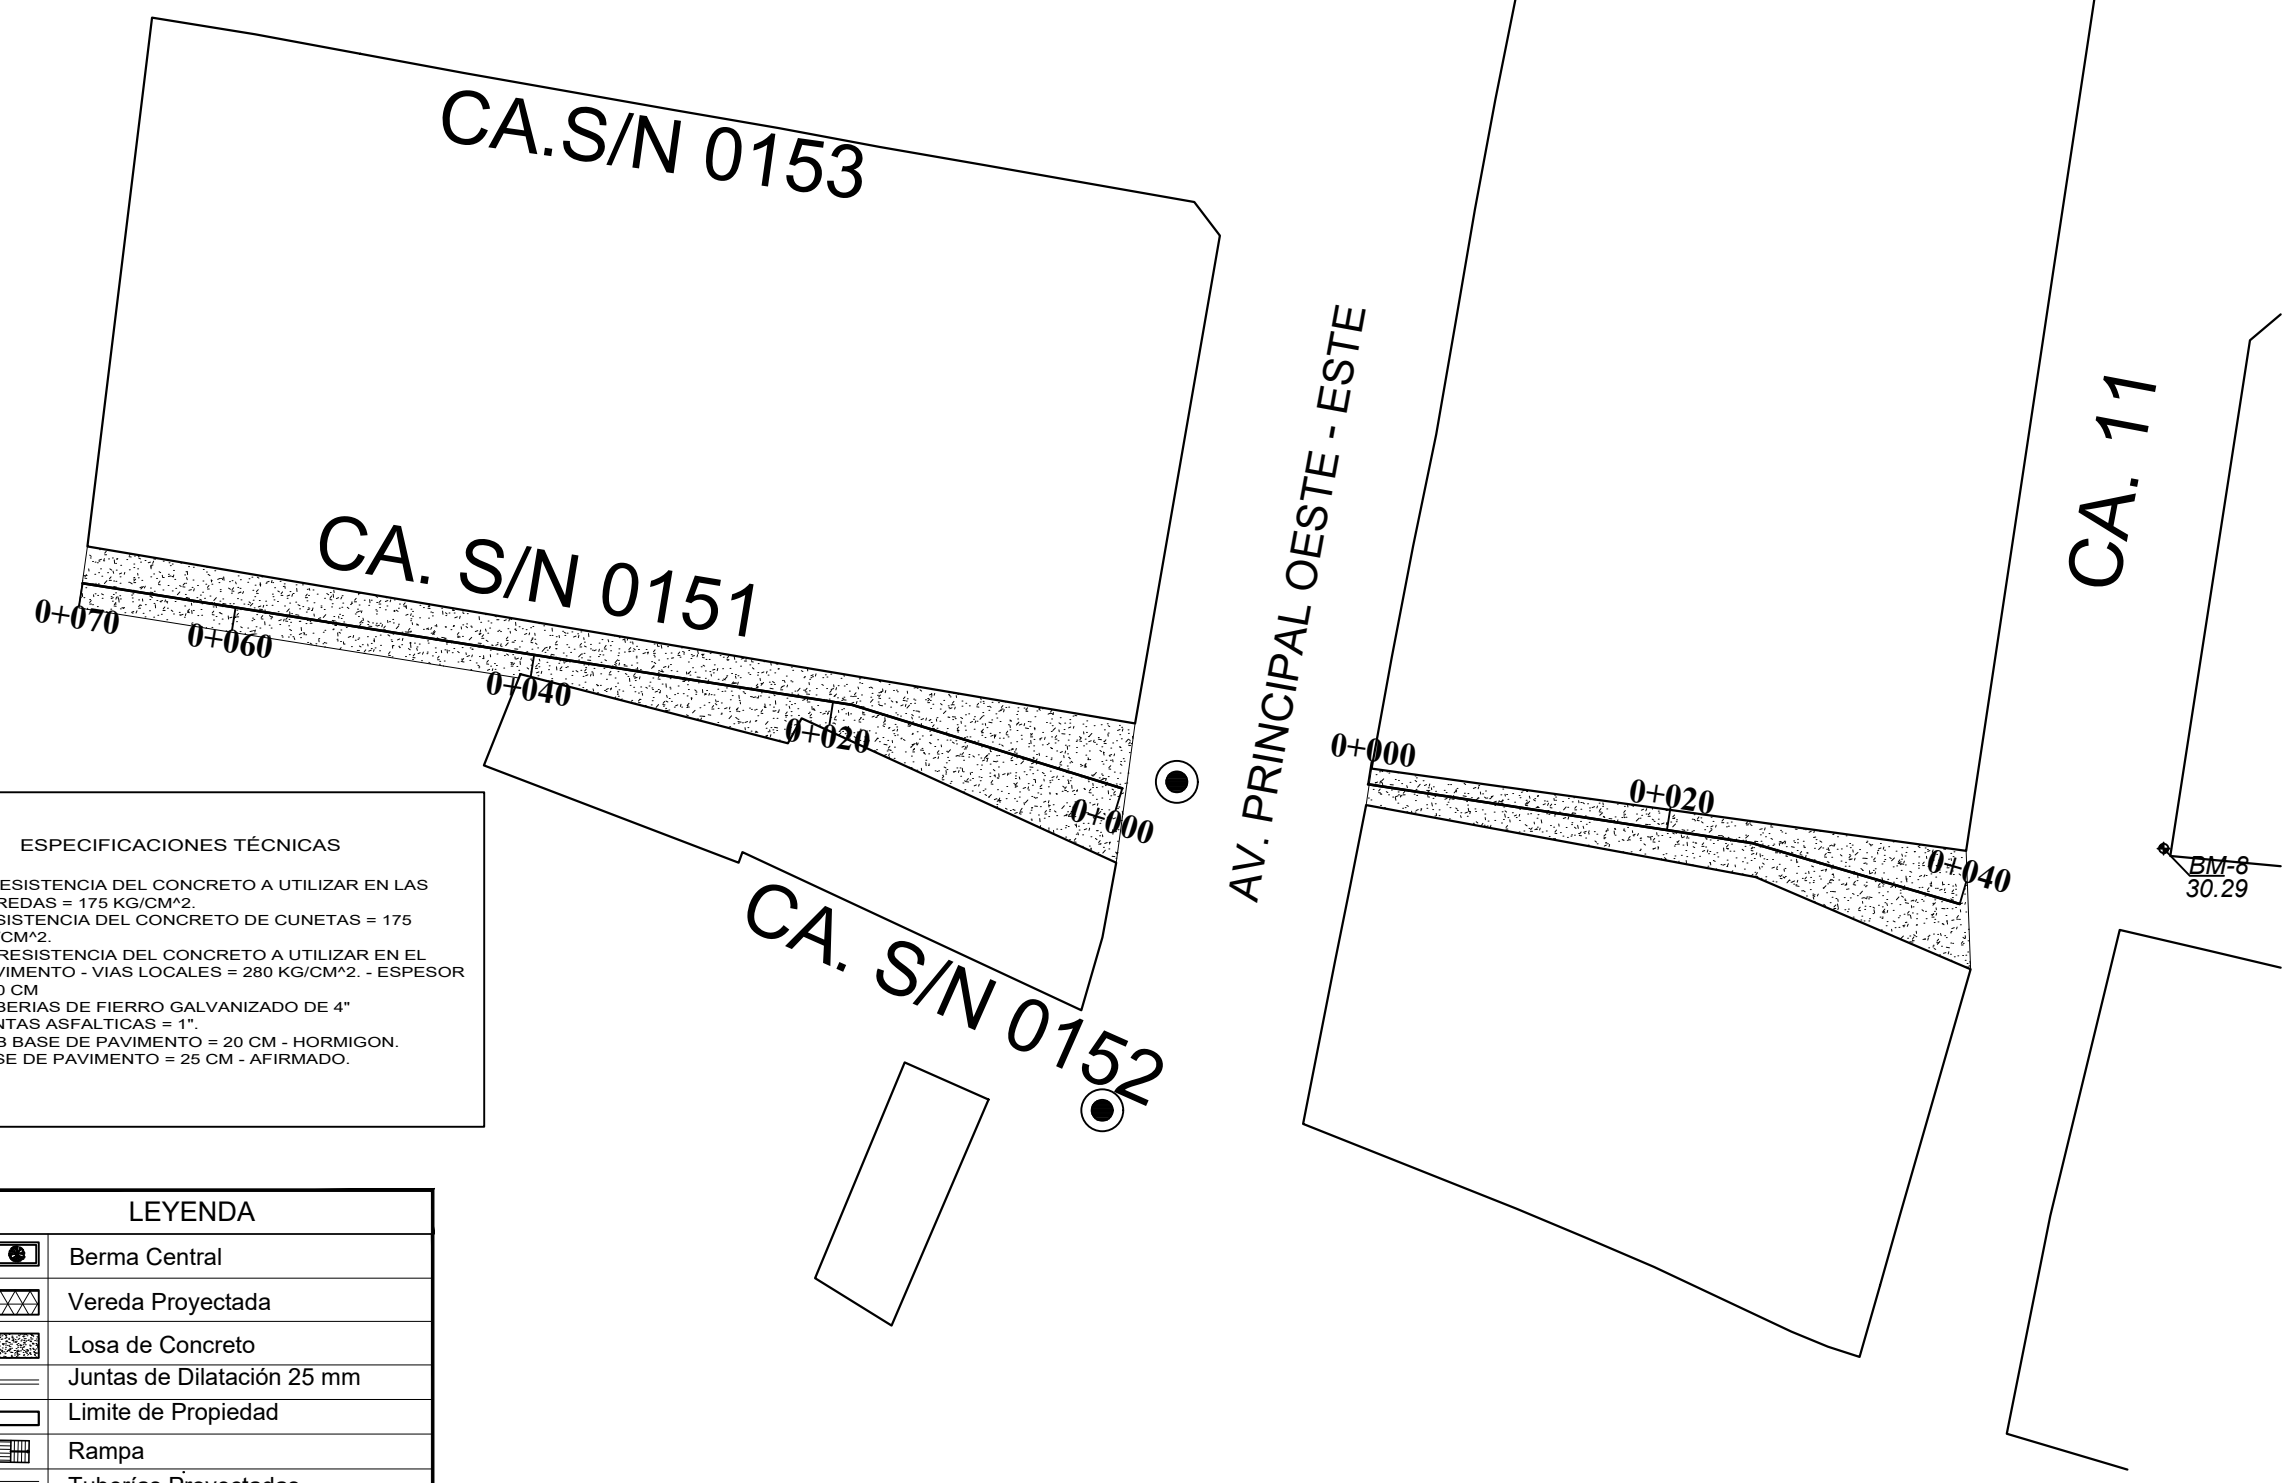 CA.S/N 0153
CA. S/N 0151
0+070
0+060
0+040
0+020
0+000
AV. PRINCIPAL OESTE - ESTE
0+000
0+020
0+040
CA. 11
BM-8
30.29
CA. S/N 0152
ESPECIFICACIONES TÉCNICAS
ESISTENCIA DEL CONCRETO A UTILIZAR EN LAS
REDAS = 175 KG/CM^2.
SISTENCIA DEL CONCRETO DE CUNETAS = 175
/CM^2.
RESISTENCIA DEL CONCRETO A UTILIZAR EN EL
VIMENTO - VIAS LOCALES = 280 KG/CM^2. - ESPESOR
0 CM
BERIAS DE FIERRO GALVANIZADO DE 4"
NTAS ASFALTICAS = 1".
B BASE DE PAVIMENTO = 20 CM - HORMIGON.
SE DE PAVIMENTO = 25 CM - AFIRMADO.
LEYENDA
Berma Central
Vereda Proyectada
Losa de Concreto
Juntas de Dilatación 25 mm
Limite de Propiedad
Rampa
Tuberías Proyectadas